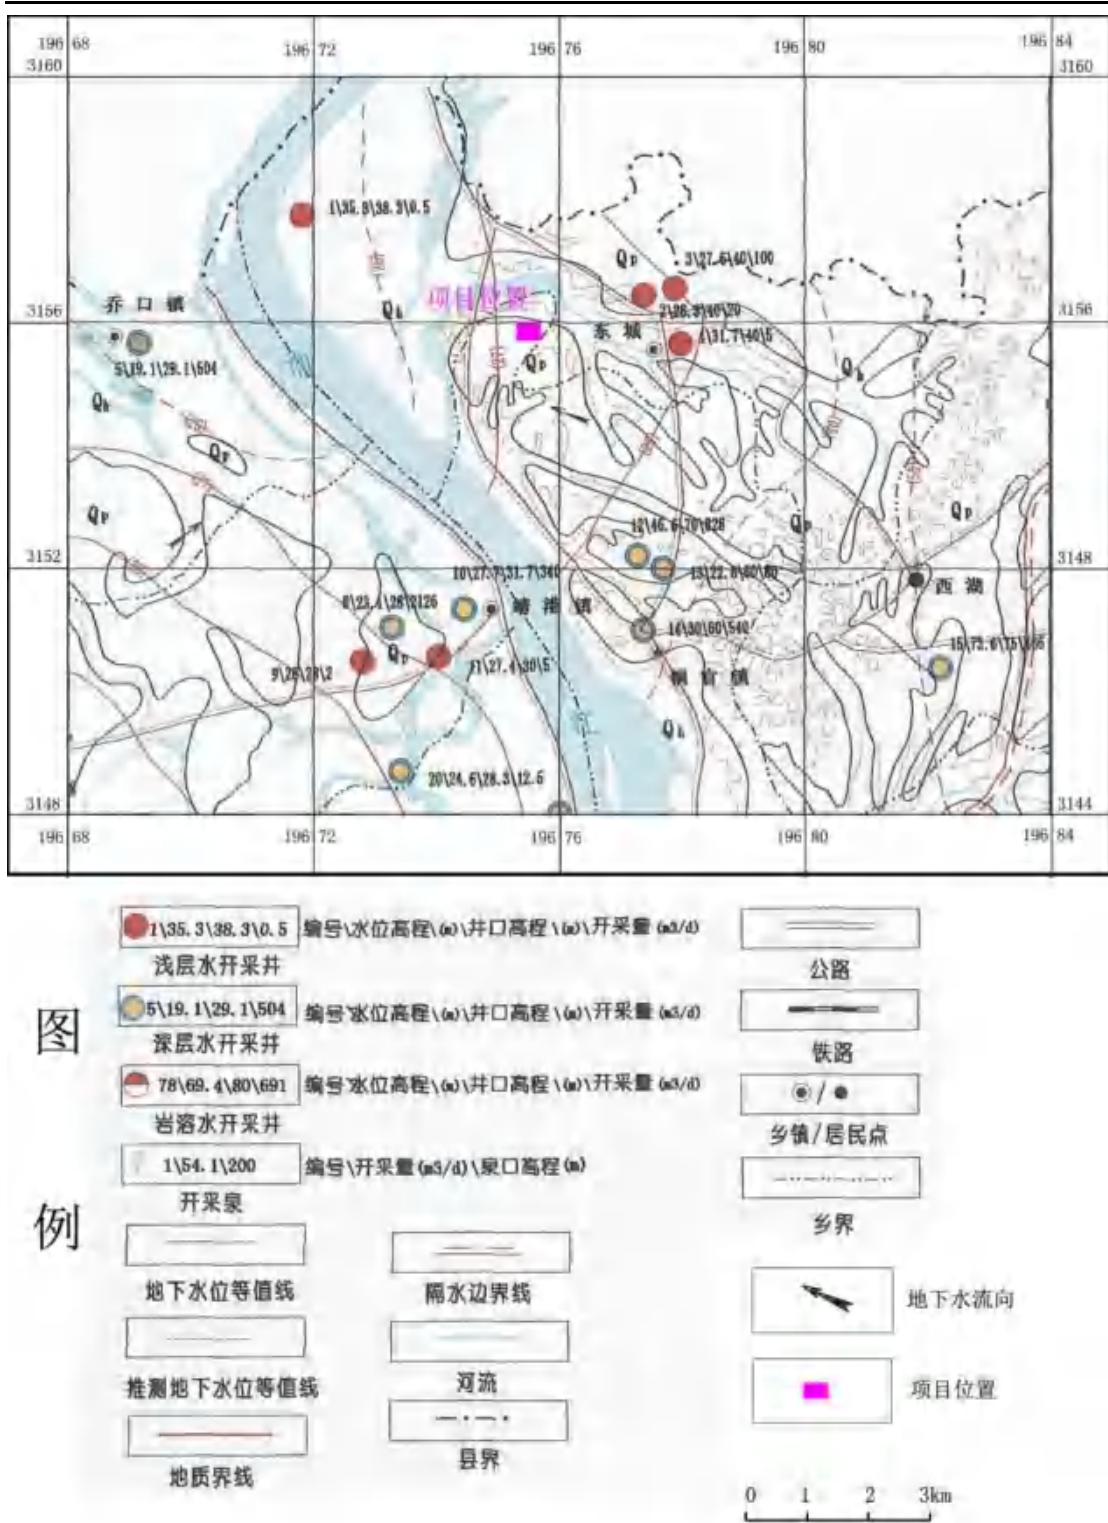 196 68
196 72
196 76
196 80
196 84
3160
3160
1\35.3\38.3\0.5
Qp
3\27.6\40\100
项目位置
乔口镇
3156
Qh
2\28.3\40\20
3156
东城
4\31.7\40\5
5\19.1\29.1\504
Qp
Qh
Qh
Qp
Qp
Qp
Qp
12\46.6\70\828
3152
10\27.7\31.7\340
13\22.6\60\80
3148
西湖
靖港镇
14\30\60\540
15\72.6\75\
Qp
11\27.4\30\5
9\26\28\2
铜官镇
Qh
20\24.6\28.3\12.5
3148
3144
196 68
196 72
196 76
196 80
196 84
图
例
1\35.3\38.3\0.5
编号\水位高程\(m)\井口高程\(m)\开采量(m3/d)
浅层水开采井
公路
5\19.1\29.1\504
编号\水位高程\(m)\井口高程\(m)\开采量(m3/d)
深层水开采井
铁路
78\69.4\80\691
编号\水位高程\(m)\井口高程\(m)\开采量(m3/d)
岩溶水开采井
乡镇/居民点
1\54.1\200
编号\开采量(m3/d)\泉口高程(m)
开采泉
乡界
地下水位等值线
隔水边界线
地下水流向
推测地下水位等值线
河流
项目位置
地质界线
县界
0 1 2 3km